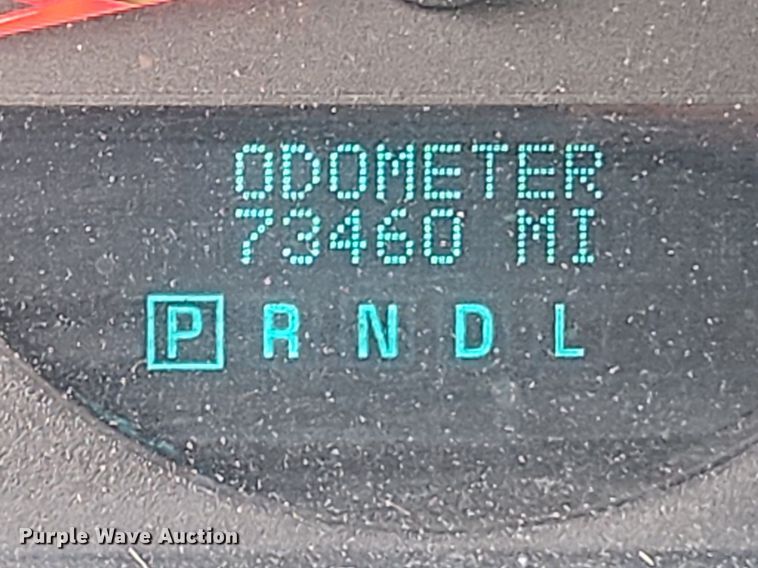 ODOMETER
73460 MI
P R N D L
Purple Wave Auction